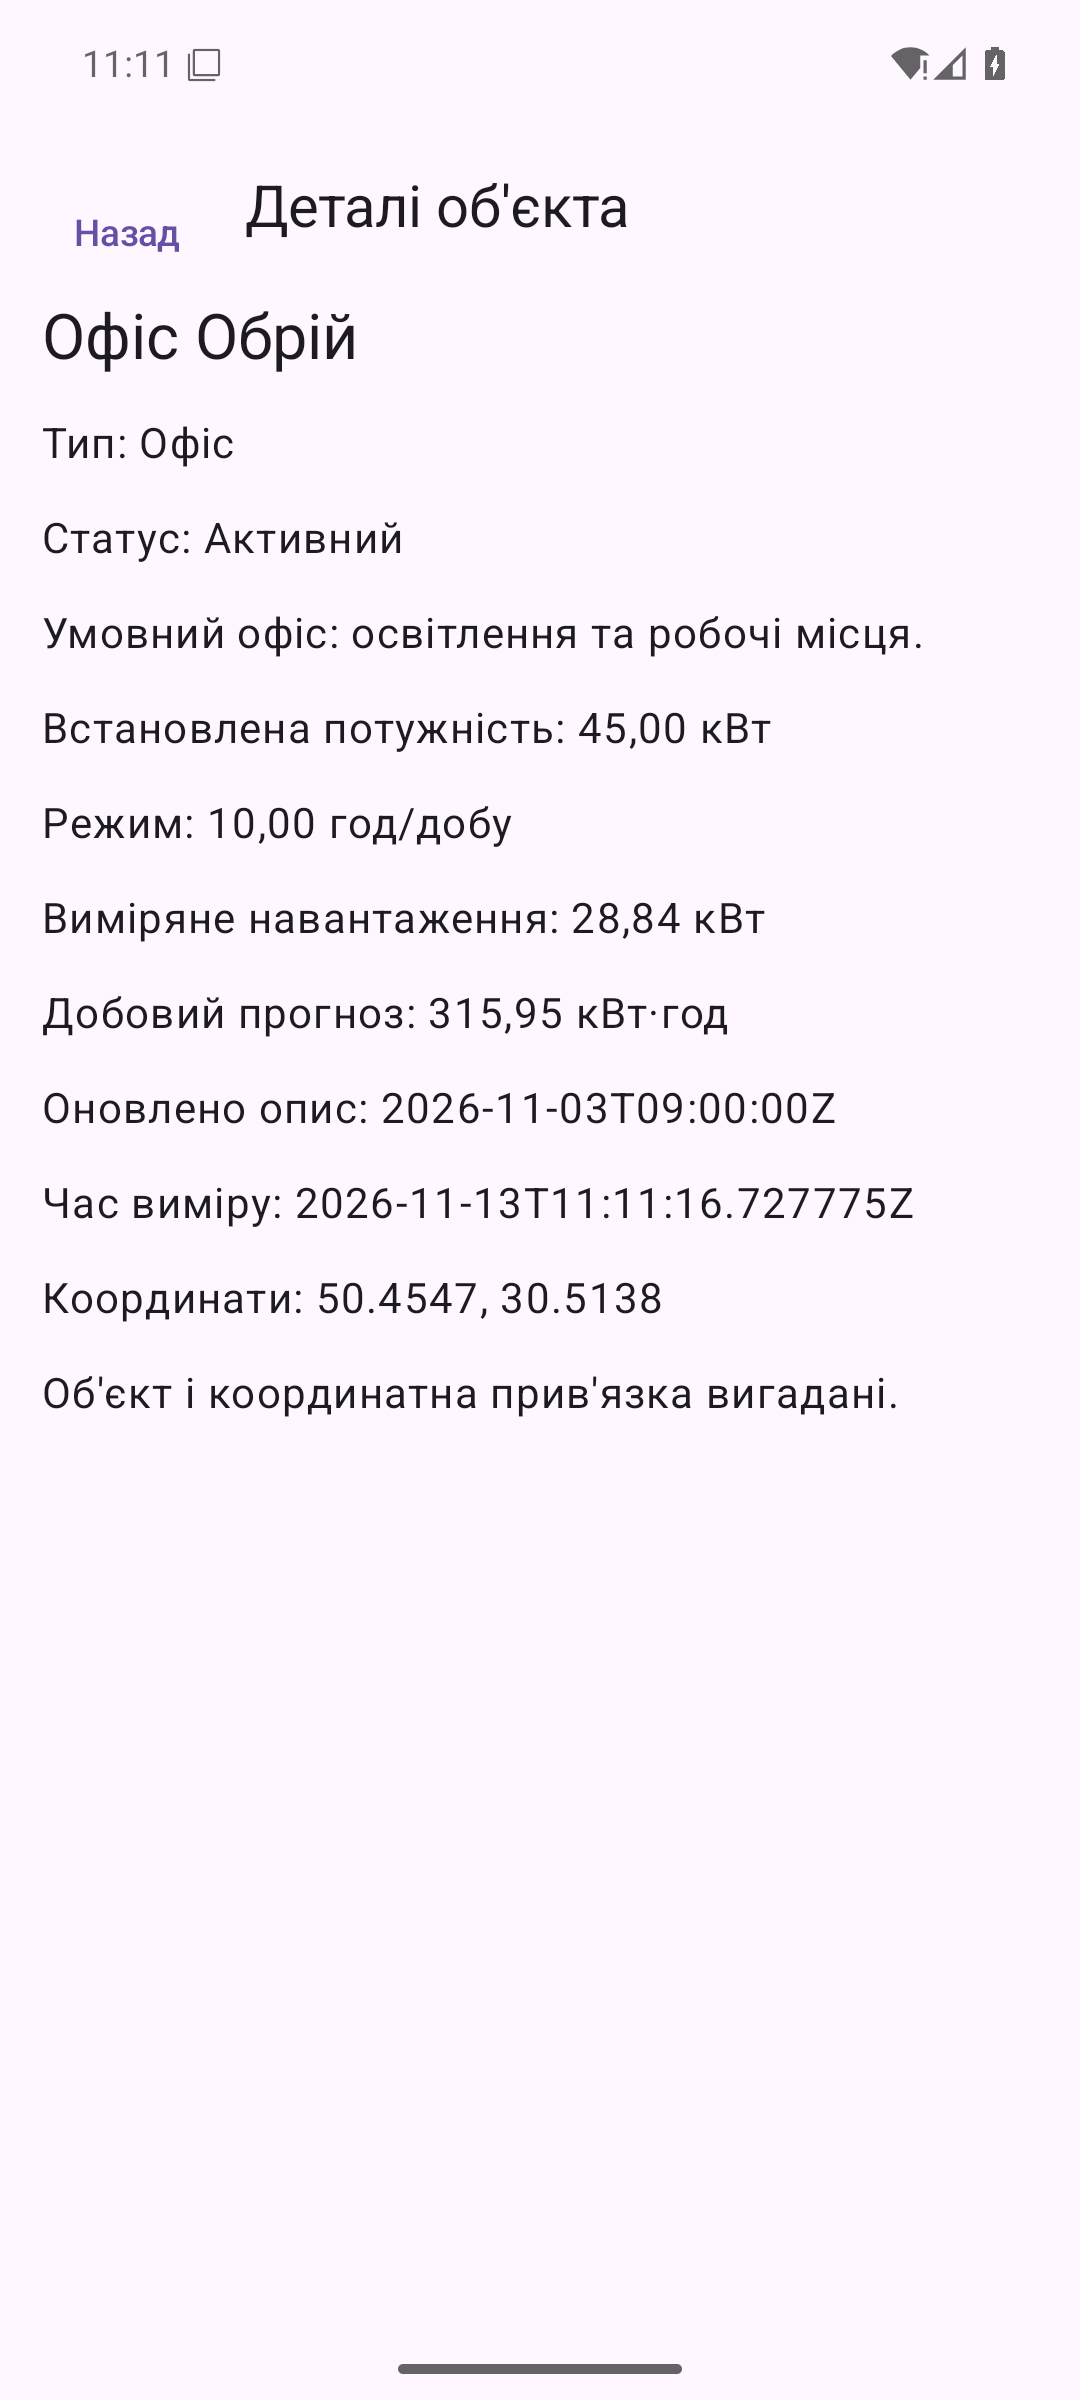 11:11
Назад
Деталі об'єкта
Офіс Обрій
Тип: Офіс
Статус: Активний
Умовний офіс: освітлення та робочі місця.
Встановлена потужність: 45,00 кВт
Режим: 10,00 год/добу
Виміряне навантаження: 28,84 кВт
Добовий прогноз: 315,95 кВт·год
Оновлено опис: 2026-11-03T09:00:00Z
Час виміру: 2026-11-13T11:11:16.727775Z
Координати: 50.4547, 30.5138
Об'єкт і координатна прив'язка вигадані.